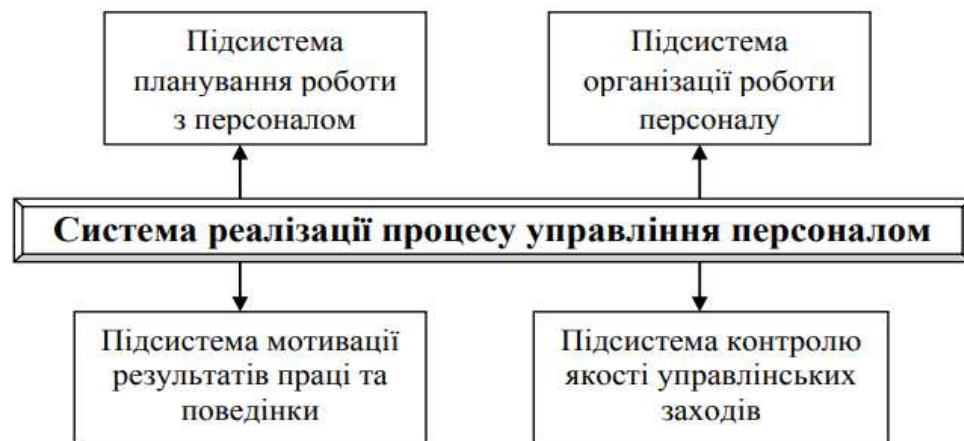 Підсистема
планування роботи
з персоналом
Підсистема
організації роботи
персоналу
Система реалізації процесу управління персоналом
Підсистема мотивації
результатів праці та
поведінки
Підсистема контролю
якості управлінських
заходів